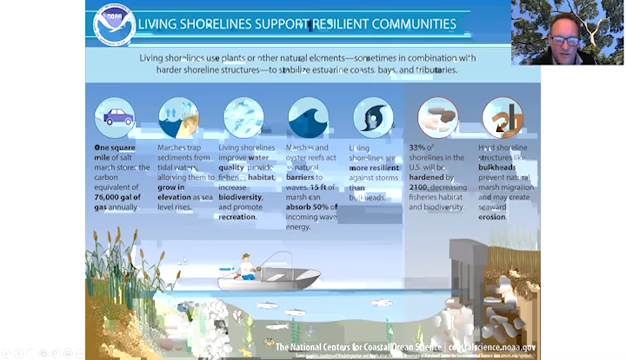 NOAA
LIVING SHORELINES SUPPORT RESILIENT COMMUNITIES
Living shorelines use plants or other natural elements—sometimes in combination with
harder shoreline structures—to stabilize estuarine coasts, bays, and tributaries.
One square
mile of salt
march stores the
carbon
equivalent of
76,000 gal of
gas annually
Marches trap
sediments from
tidal waters,
allowing them to
grow in
elevation as sea
level rises.
Living shorelines
improve water
quality, provide
fisheries habitat,
increase
biodiversity,
and promote
recreation.
Marshes and
oyster reefs act
as natural
barriers to
waves. 15 ft of
marsh can
absorb 50% of
incoming wave
energy.
Living
shorelines are
more resilient
against storms
than
bulkheads.
33% of
shorelines in the
U.S. will be
hardened by
2100, decreasing
fisheries habitat
and biodiversity.
Hard shoreline
structures like
bulkheads
prevent natural
marsh migration
and may create
seaward
erosion.
The National Centers for Coastal Ocean Science | coastalscience.noaa.gov